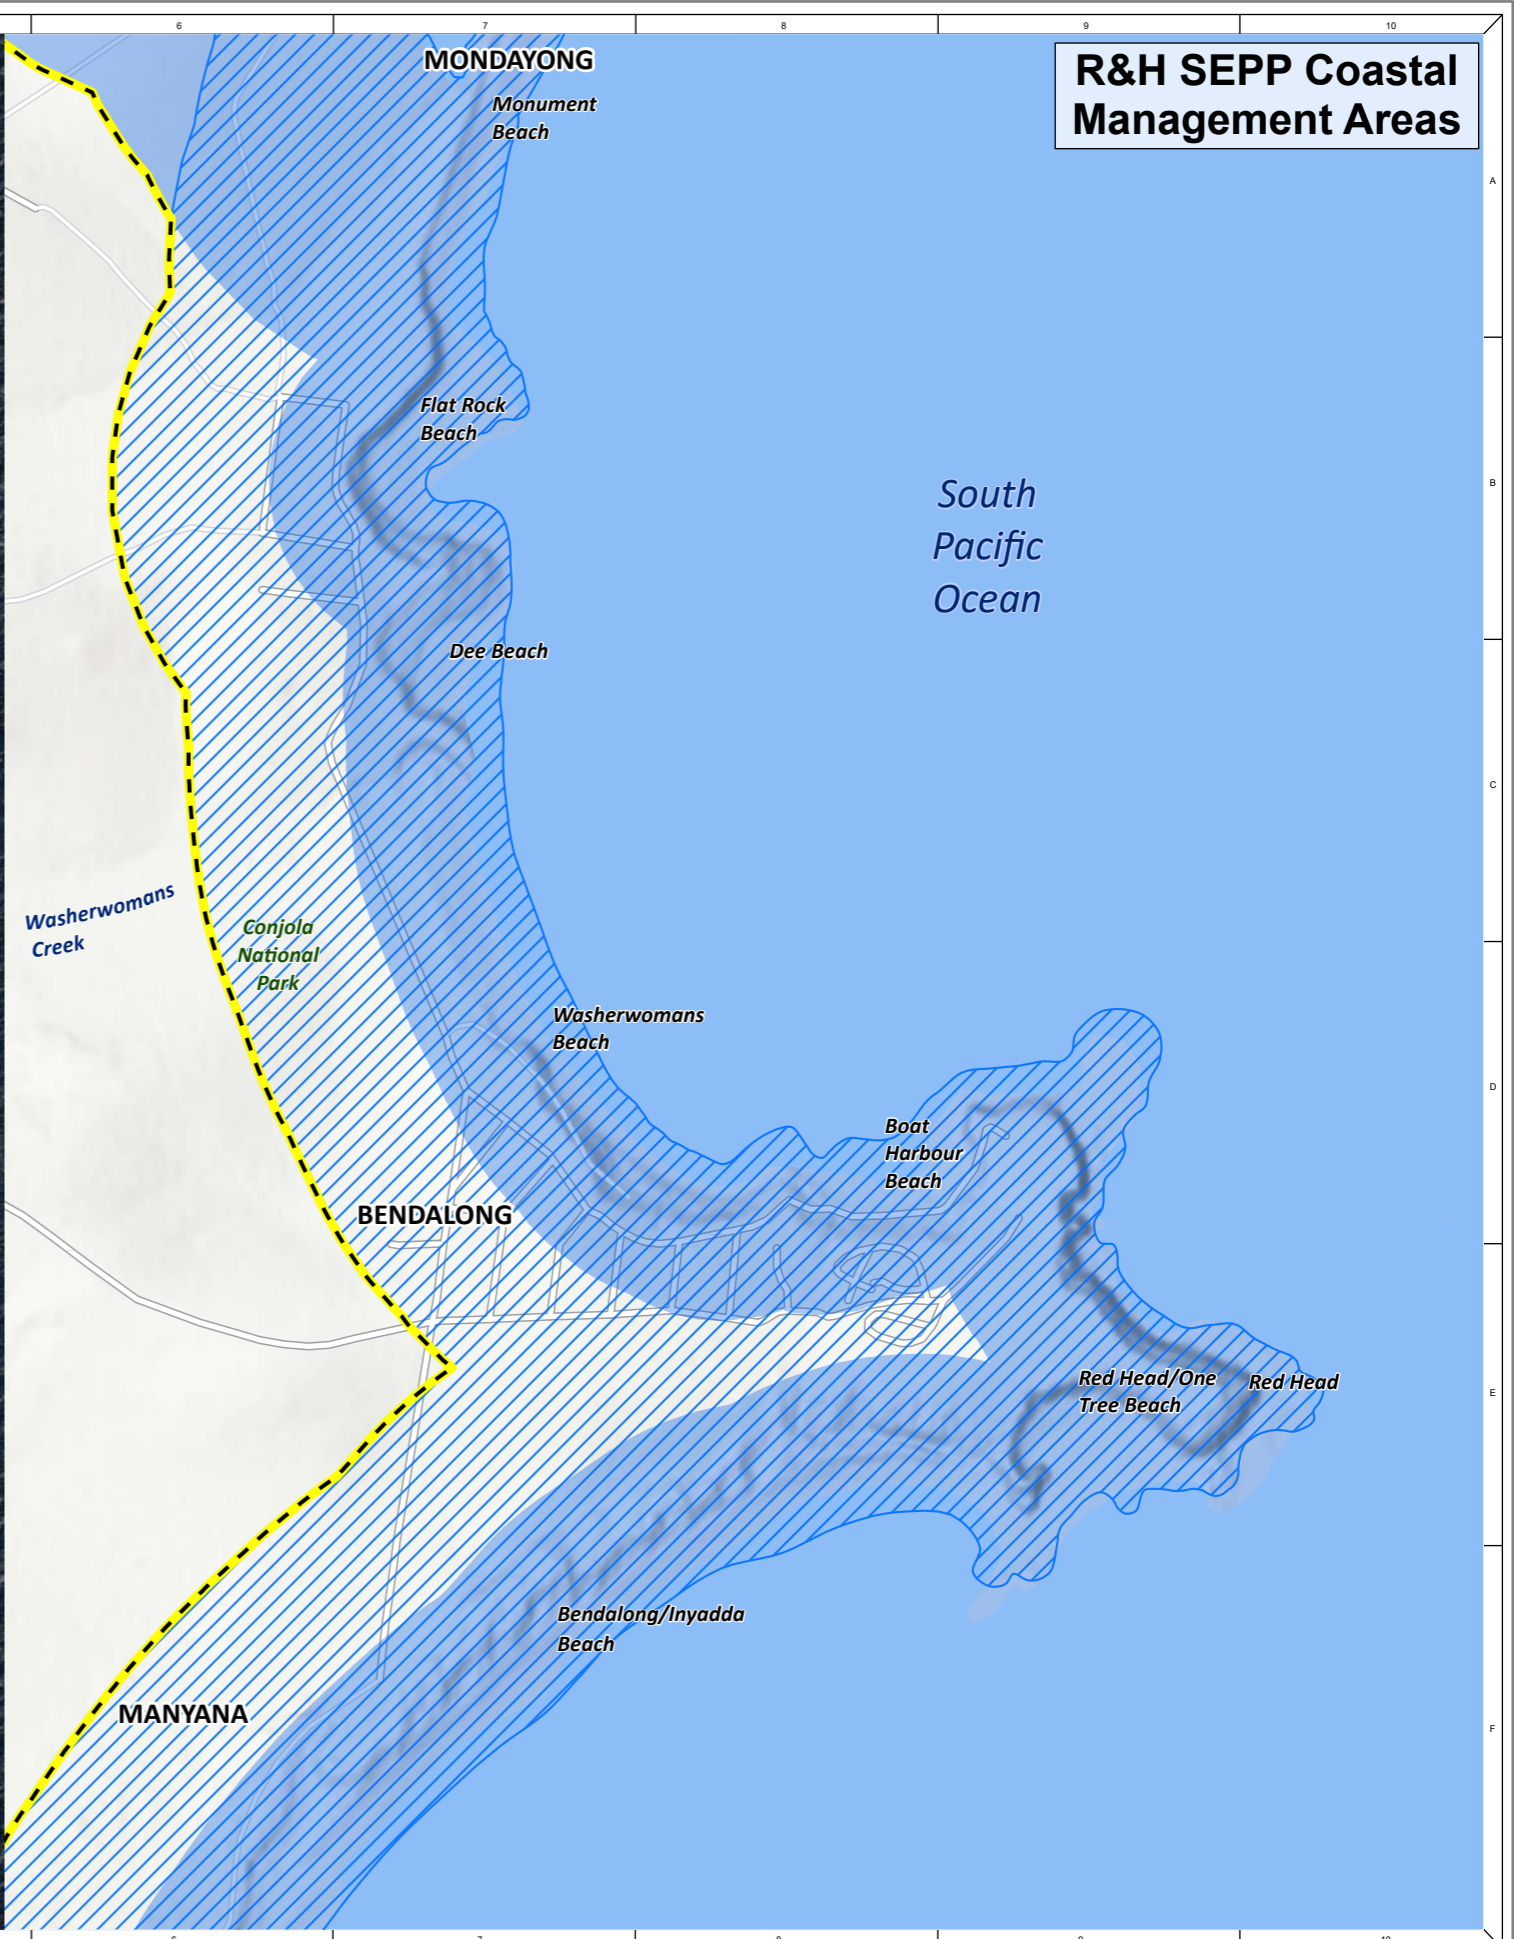 6 7 8 9 10
R&H SEPP Coastal
Management Areas
MONDAYONG
Monument
Beach
A
Flat Rock
Beach
B
South
Pacific
Ocean
Dee Beach
C
Washerwomans
Creek
Conjola
National
Park
Washerwomans
Beach
D
Boat
Harbour
Beach
BENDALONG
Red Head/One
Tree Beach
Red Head
E
Bendalong/Inyadda
Beach
MANYANA
F